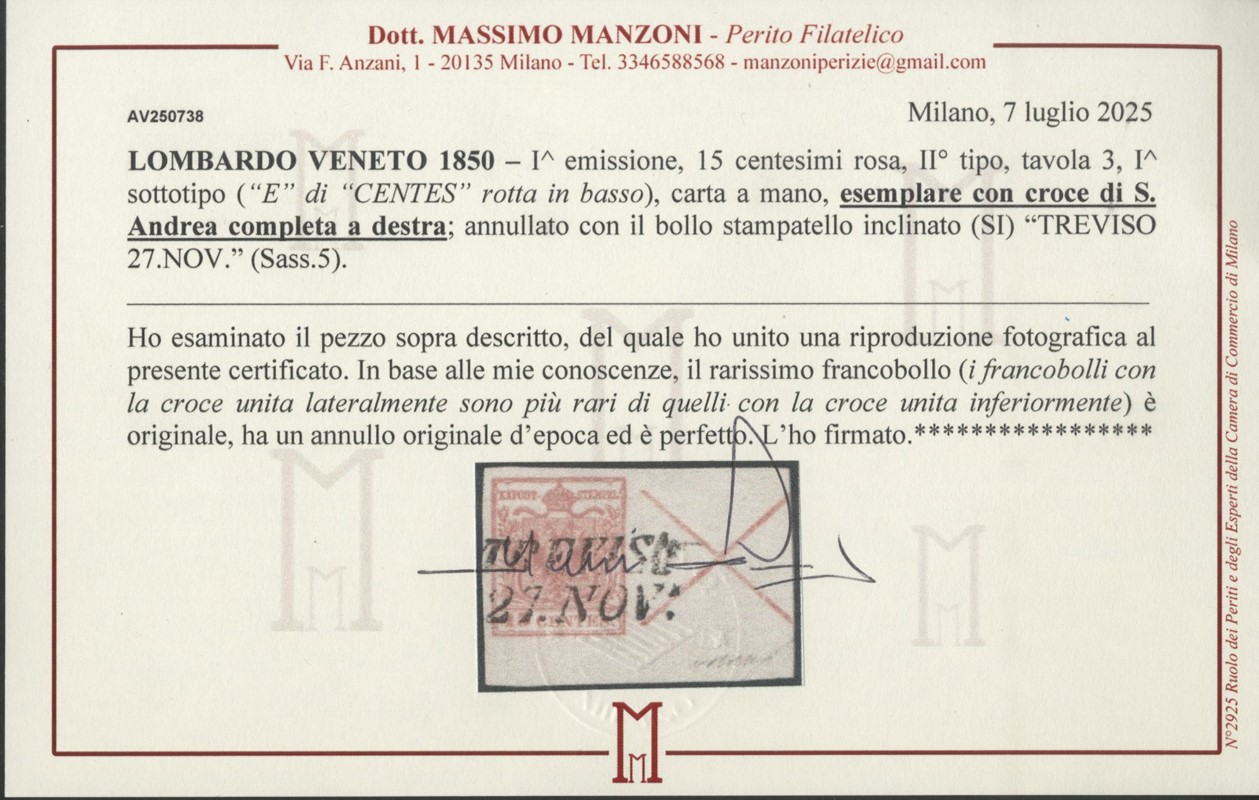 Dott. MASSIMO MANZONI - Perito Filatelico
Via F. Anzani, 1 - 20135 Milano - Tel. 3346588568 - manzoniperizie@gmail.com
AV250738
Milano, 7 luglio 2025
LOMBARDO VENETO 1850 – I^ emissione, 15 centesimi rosa, II° tipo, tavola 3, I^
sottotipo (“E” di “CENTES” rotta in basso), carta a mano, esemplare con croce di S.
Andrea completa a destra; annullato con il bollo stampatello inclinato (SI) “TREVISO
27.NOV.” (Sass.5).
Ho esaminato il pezzo sopra descritto, del quale ho unito una riproduzione fotografica al
presente certificato. In base alle mie conoscenze, il rarissimo francobollo (i francobolli con
la croce unita lateralmente sono più rari di quelli con la croce unita inferiormente) è
originale, ha un annullo originale d’epoca ed è perfetto. L’ho firmato.*****************
KKPOST-STEMPEL
TREVISO
27.NOV:
CENTES
M
N°2925 Ruolo dei Periti e degli Esperti della Camera di Commercio di Milano